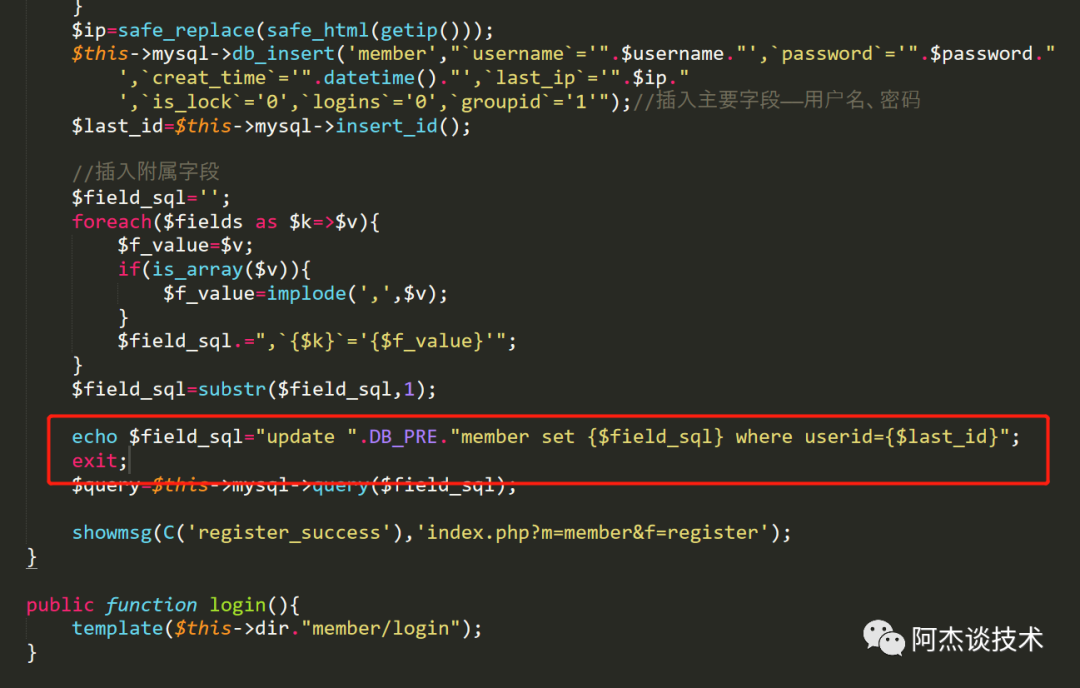 }
$ip=safe_replace(safe_html(getip()));
$this->mysql->db_insert('member',"`username`='".$username."',`password`='".$password."
',`creat_time`='".datetime()."',`last_ip`='".$ip."
',`is_lock`='0',`logins`='0',`groupid`='1'");//插入主要字段——用户名、密码
$last_id=$this->mysql->insert_id();
//插入附属字段
$field_sql='';
foreach($fields as $k=>$v){
$f_value=$v;
if(is_array($v)){
$f_value=implode(',',$v);
}
$field_sql.=",`{$k}`='{$f_value}'";
}
$field_sql=substr($field_sql,1);
echo $field_sql="update ".DB_PRE."member set {$field_sql} where userid={$last_id}";
exit;
$query=$this->mysql->query($field_sql);
showmsg(C('register_success'),'index.php?m=member&f=register');
}
public function login(){
template($this->dir."member/login");
}
阿杰谈技术